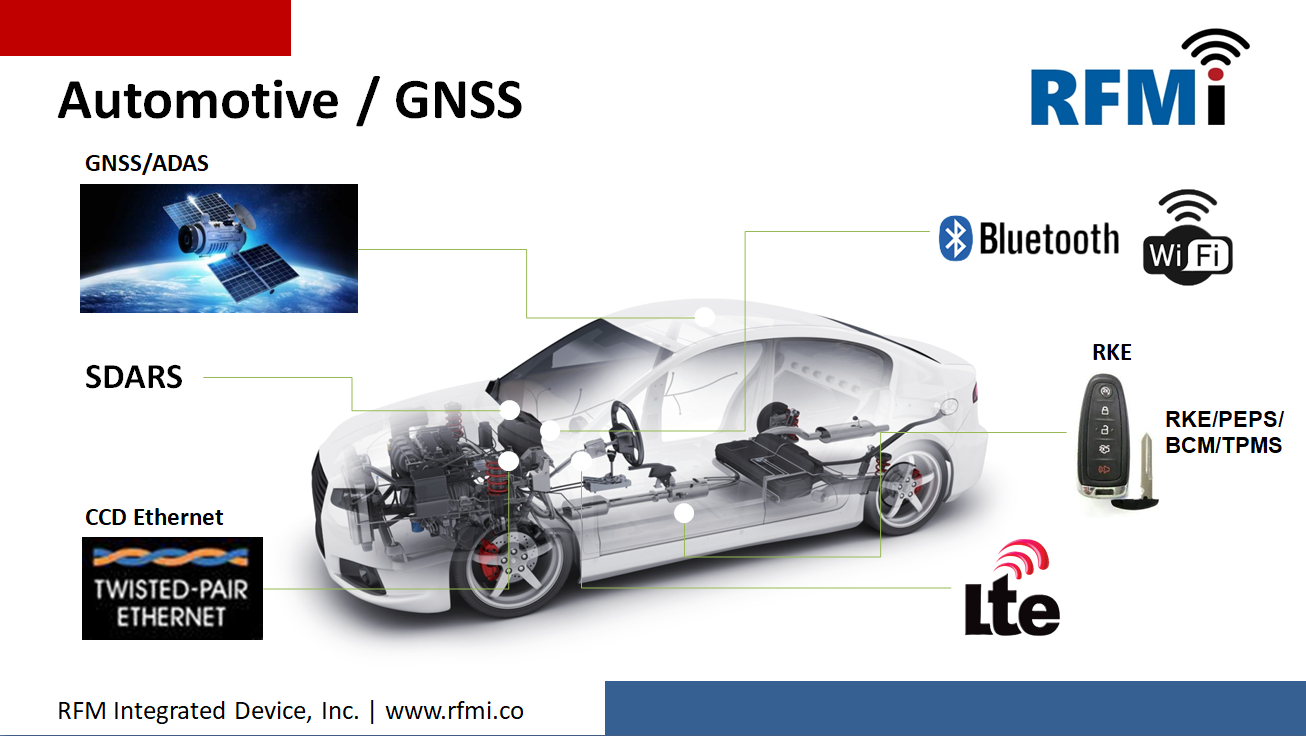 Automotive / GNSS
RFMi
GNSS/ADAS
Bluetooth
Wi Fi
RKE
SDARS
RKE/PEPS/
BCM/TPMS
CCD Ethernet
TWISTED-PAIR
ETHERNET
Lte
RFM Integrated Device, Inc. | www.rfmi.co